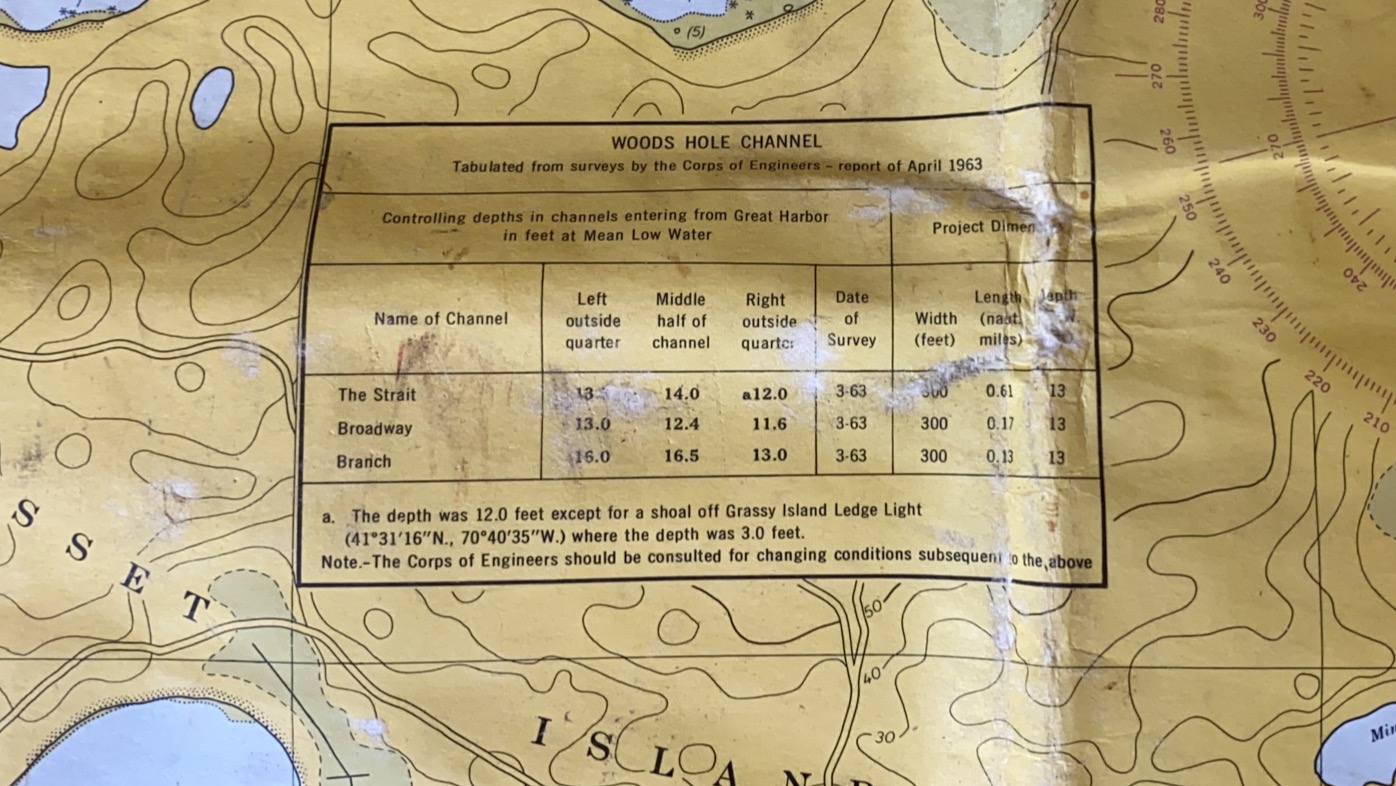 (5)
280
300
270
260
270
250
240
240
230
220
210
WOODS HOLE CHANNEL
Tabulated from surveys by the Corps of Engineers – report of April 1963
Controlling depths in channels entering from Great Harbor
in feet at Mean Low Water
Project
Name of Channel
Left outside quarter
Middle half of channel
Right outside
Date of Survey
Width (feet)
Length miles)
The Strait 14.0 a12.0 3-63 0.61 13
Broadway 13.0 12.4 11.6 3-63 300 0.17 13
Branch 16.0 16.5 13.0 3-63 300 0.13 13
a. The depth was 12.0 feet except for a shoal off Grassy Island Ledge Light
(41°31'16"N., 70°40'35"W.) where the depth was 3.0 feet.
Note.-The Corps of Engineers should be consulted for changing conditions the above
S S E T
50
40
30
I S L A N